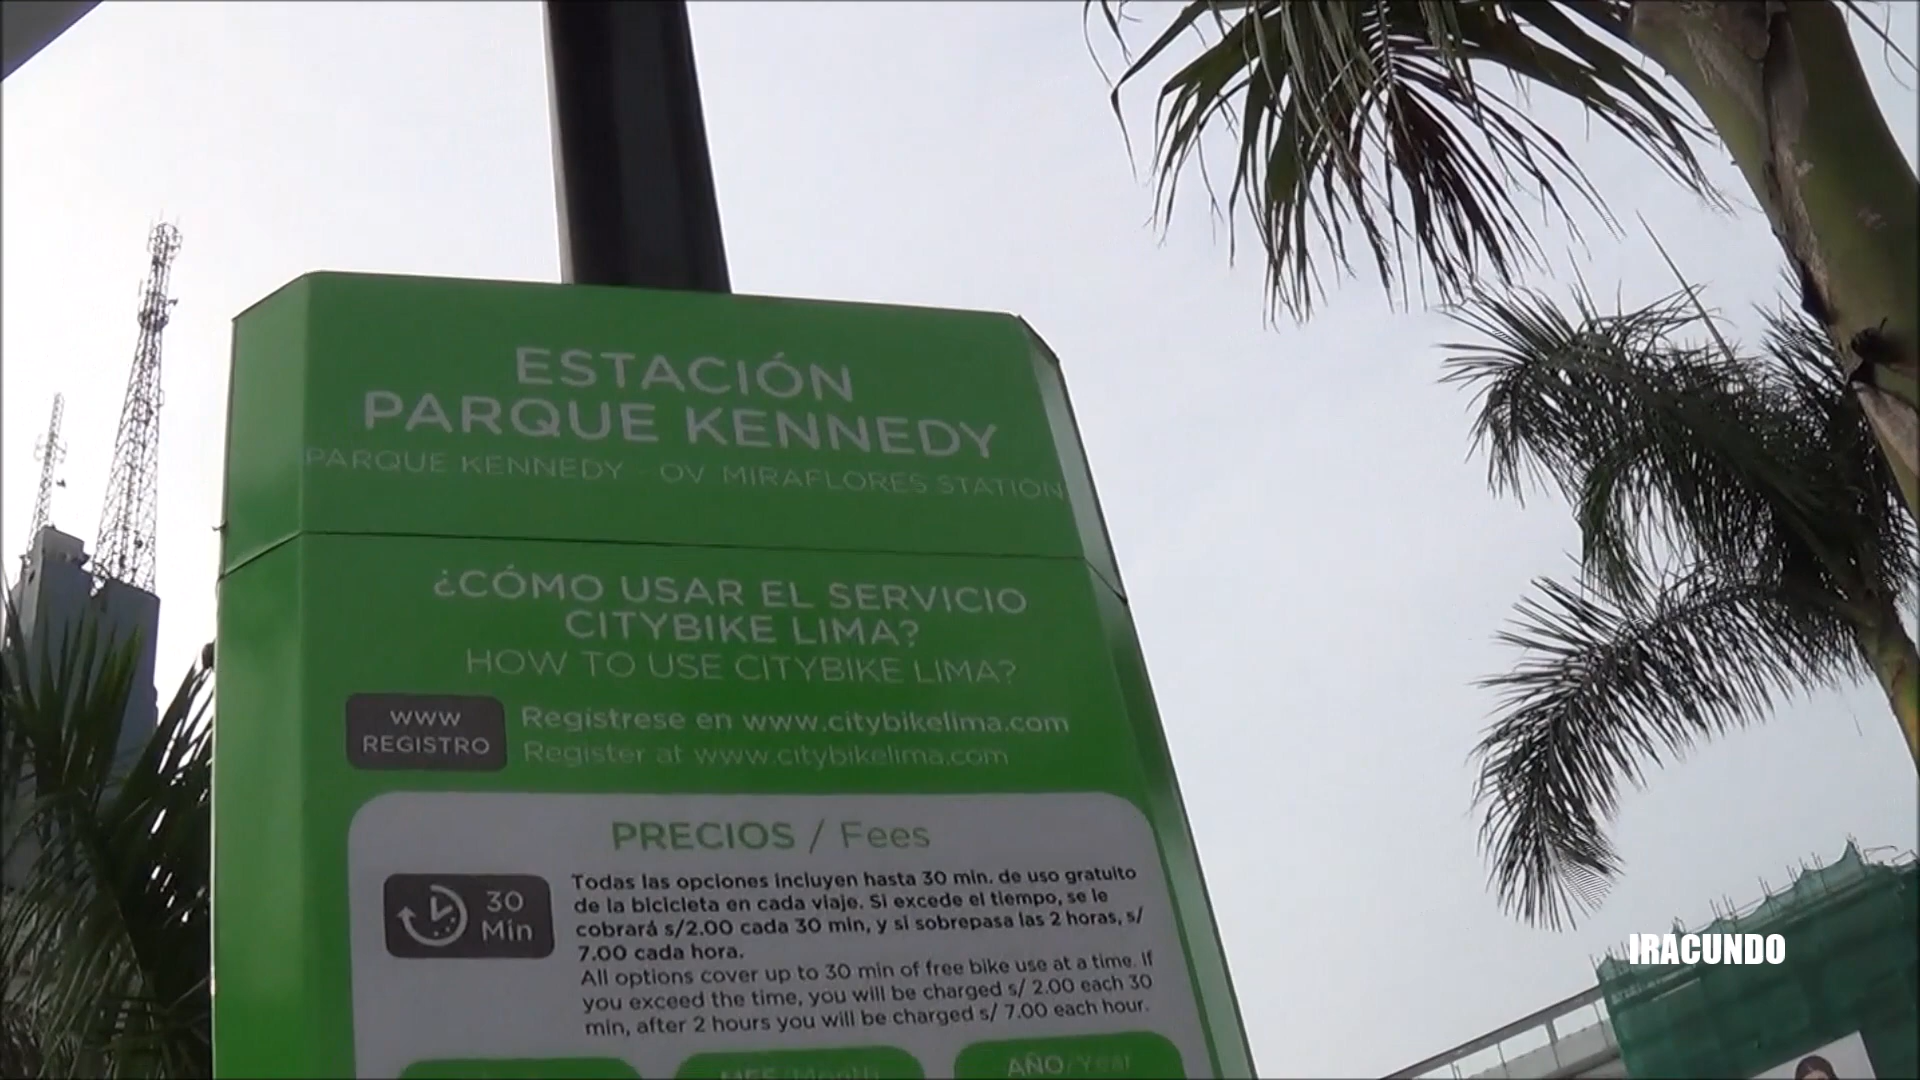 ESTACIÓN
PARQUE KENNEDY
PARQUE KENNEDY - OV MIRAFLORES STATION
¿CÓMO USAR EL SERVICIO
CITYBIKE LIMA?
HOW TO USE CITYBIKE LIMA?
WWW
REGISTRO
Regístrese en www.citybikelima.com
Register at www.citybikelima.com
PRECIOS / Fees
30
Min
Todas las opciones incluyen hasta 30 min. de uso gratuito
de la bicicleta en cada viaje. Si excede el tiempo, se le
cobrará s/2.00 cada 30 min, y si sobrepasa las 2 horas, s/
7.00 cada hora.
All options cover up to 30 min of free bike use at a time. If
you exceed the time, you will be charged s/ 2.00 each 30
min, after 2 hours you will be charged s/ 7.00 each hour.
MES/Month
AÑO/Year
IRACUNDO